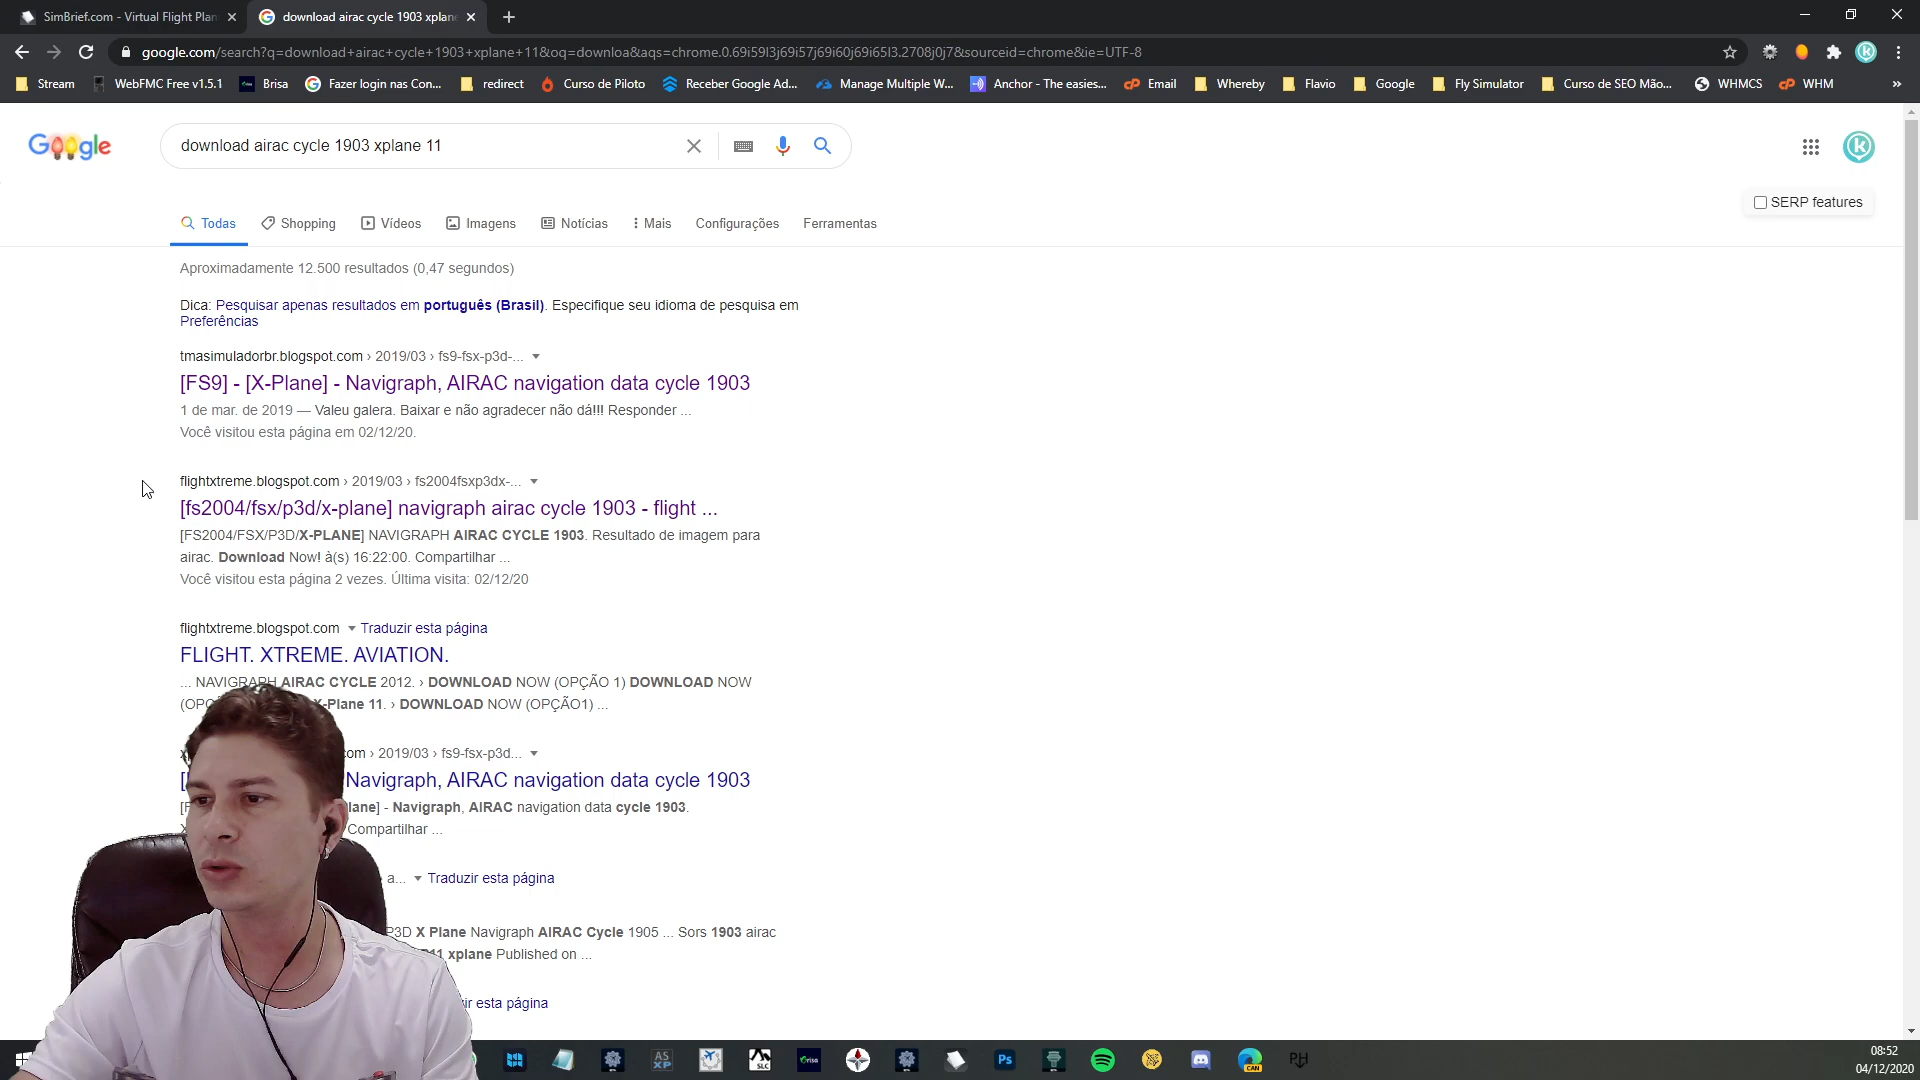 SimBrief.com - Virtual Flight Plan
download airac cycle 1903 xplane
google.com/search?q=download+airac+cycle+1903+xplane+11&oq=downloa&aqs=chrome.0.69i59l3j69i57j69i60j69i65l3.2708j0j7&sourceid=chrome&ie=UTF-8
Stream WebFMC Free v1.5.1 Brisa Fazer login nas Con... redirect Curso de Piloto Receber Google Ad... Manage Multiple W... Anchor - The easies... Email Whereby Flavio Google Fly Simulator Curso de SEO Mão... WHMCS WHM »
Google
download airac cycle 1903 xplane 11
SERP features
Todas Shopping Vídeos Imagens Notícias Mais Configurações Ferramentas
Aproximadamente 12.500 resultados (0,47 segundos)
Dica: Pesquisar apenas resultados em português (Brasil). Especifique seu idioma de pesquisa em
Preferências
tmasimuladorbr.blogspot.com › 2019/03 › fs9-fsx-p3d-...
[FS9] - [X-Plane] - Navigraph, AIRAC navigation data cycle 1903
1 de mar. de 2019 — Valeu galera. Baixar e não agradecer não dá!!! Responder ...
Você visitou esta página em 02/12/20.
flightxtreme.blogspot.com › 2019/03 › fs2004fsxp3dx-...
[fs2004/fsx/p3d/x-plane] navigraph airac cycle 1903 - flight ...
[FS2004/FSX/P3D/X-PLANE] NAVIGRAPH AIRAC CYCLE 1903. Resultado de imagem para
airac. Download Now! à(s) 16:22:00. Compartilhar ...
Você visitou esta página 2 vezes. Última visita: 02/12/20
flightxtreme.blogspot.com Traduzir esta página
FLIGHT. XTREME. AVIATION.
... NAVIGRAPH AIRAC CYCLE 2012. › DOWNLOAD NOW (OPÇÃO 1) DOWNLOAD NOW
X-Plane 11. › DOWNLOAD NOW (OPÇÃO1) ...
com › 2019/03 › fs9-fsx-p3d...
Navigraph, AIRAC navigation data cycle 1903
lane] - Navigraph, AIRAC navigation data cycle 1903.
Compartilhar ...
a... Traduzir esta página
P3D X Plane Navigraph AIRAC Cycle 1905 ... Sors 1903 airac
xplane Published on ...
esta página
AS XP
SLC
Brisa
Ps
CAN
PH
08:52
04/12/2020